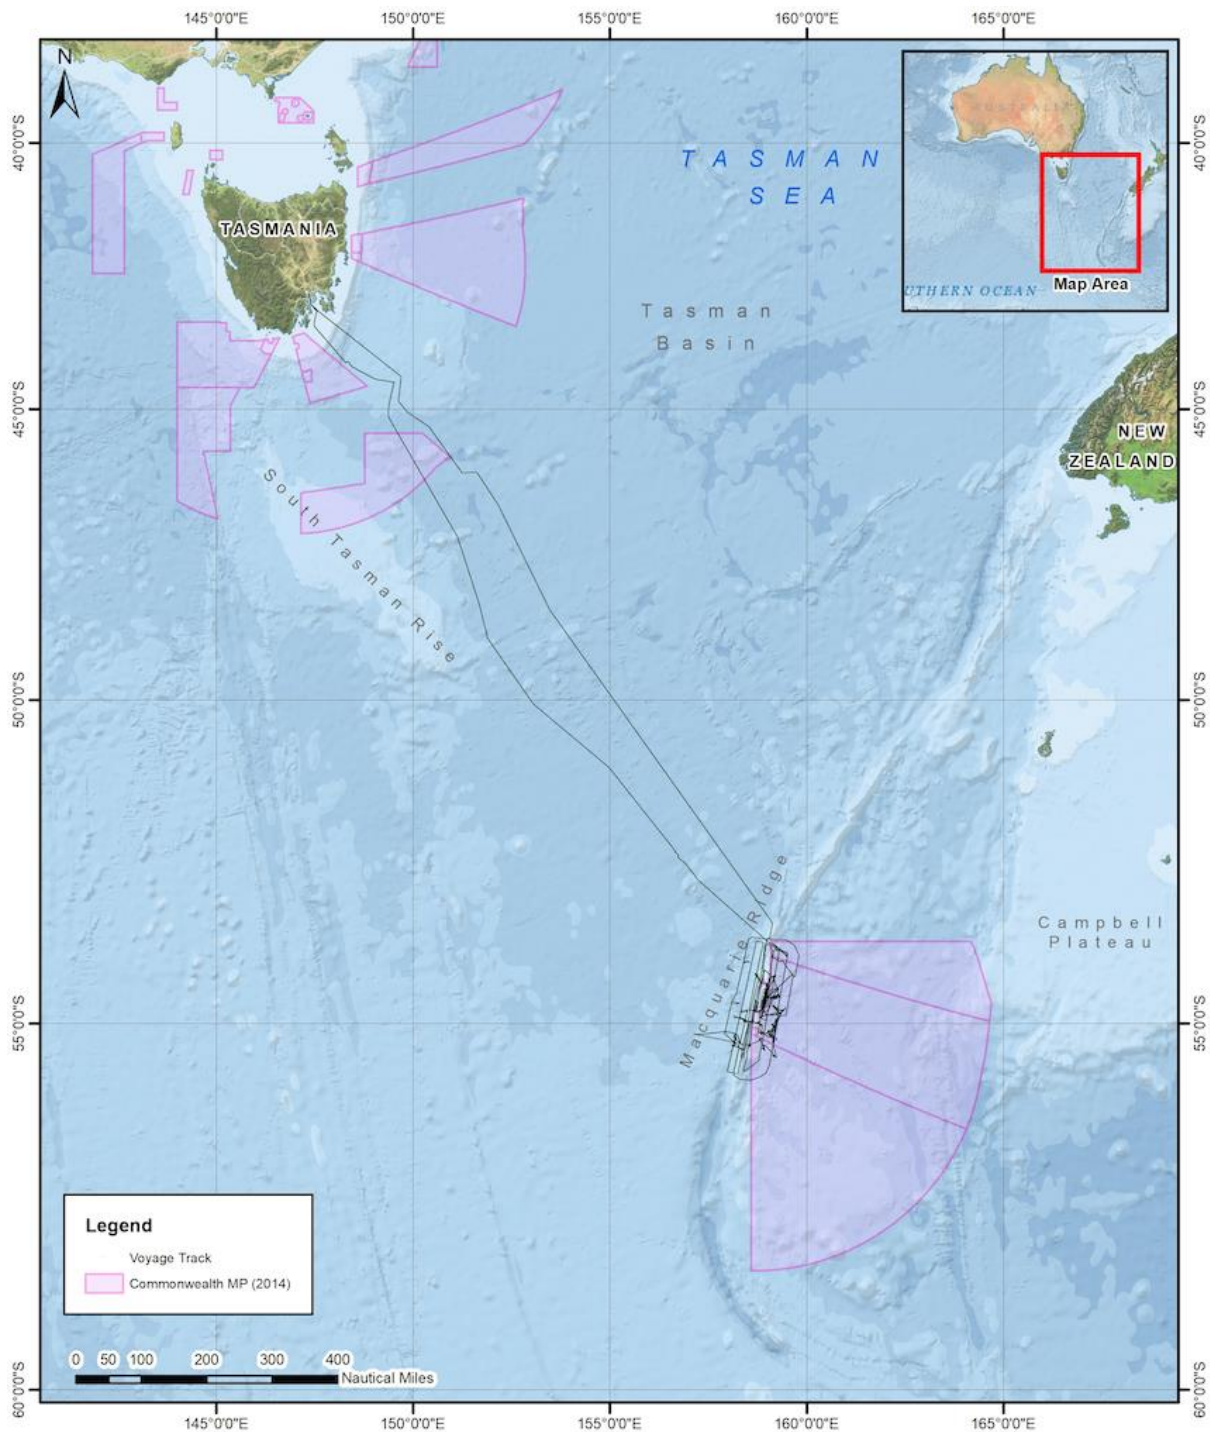 145°0'0"E 150°0'0"E 155°0'0"E 160°0'0"E 165°0'0"E
N
40°0'0"S
40°0'0"S
AUSTRALIA
UTHERN OCEAN
Map Area
TASMAN
SEA
TASMANIA
Tasman
Basin
45°0'0"S
45°0'0"S
NEW
ZEALAND
South Tasman Rise
50°0'0"S
50°0'0"S
Macquarie Ridge
Campbell
Plateau
55°0'0"S
55°0'0"S
Legend
Voyage Track
Commonwealth MP (2014)
0 50 100 200 300 400
Nautical Miles
60°0'0"S
60°0'0"S
145°0'0"E 150°0'0"E 155°0'0"E 160°0'0"E 165°0'0"E